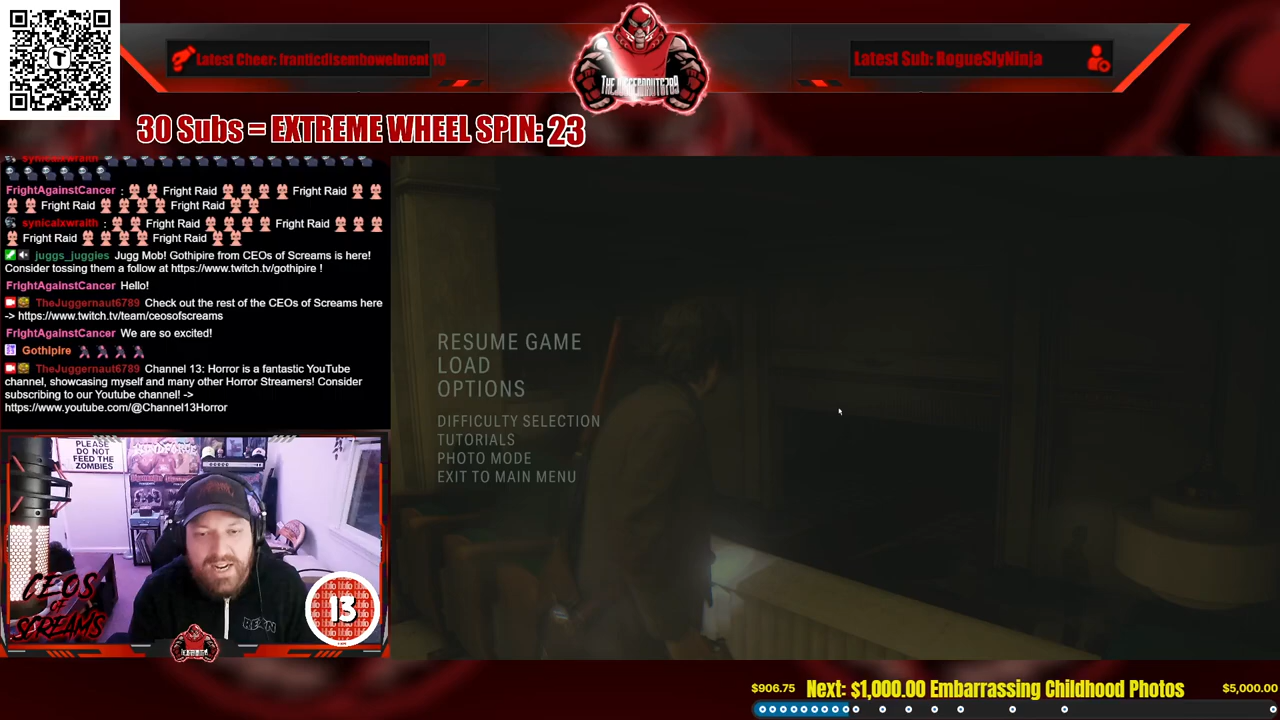 Latest Cheer: franticdisembowelment 10
THEJUGGERNAUT6789
Latest Sub: RogueSlyNinja
30 Subs = EXTREME WHEEL SPIN: 23
synicalxwraith
FrightAgainstCancer : Fright Raid Fright Raid
Fright Raid Fright Raid
synicalxwraith : Fright Raid Fright Raid
Fright Raid Fright Raid
juggs_juggies Jugg Mob! Gothipire from CEOs of Screams is here!
Consider tossing them a follow at https://www.twitch.tv/gothipire !
FrightAgainstCancer Hello!
TheJuggernaut6789 Check out the rest of the CEOs of Screams here
-> https://www.twitch.tv/team/ceosofscreams
FrightAgainstCancer We are so excited!
Gothipire
TheJuggernaut6789 Channel 13: Horror is a fantastic YouTube
channel, showcasing myself and many other Horror Streamers! Consider
subscribing to our Youtube channel! ->
https://www.youtube.com/@Channel13Horror
RESUME GAME
LOAD
OPTIONS
DIFFICULTY SELECTION
TUTORIALS
PHOTO MODE
EXIT TO MAIN MENU
PLEASE
DO NOT
FEED THE
ZOMBIES
CEOS
OF
SCREAMS
13
$906.75 Next: $1,000.00 Embarrassing Childhood Photos $5,000.00